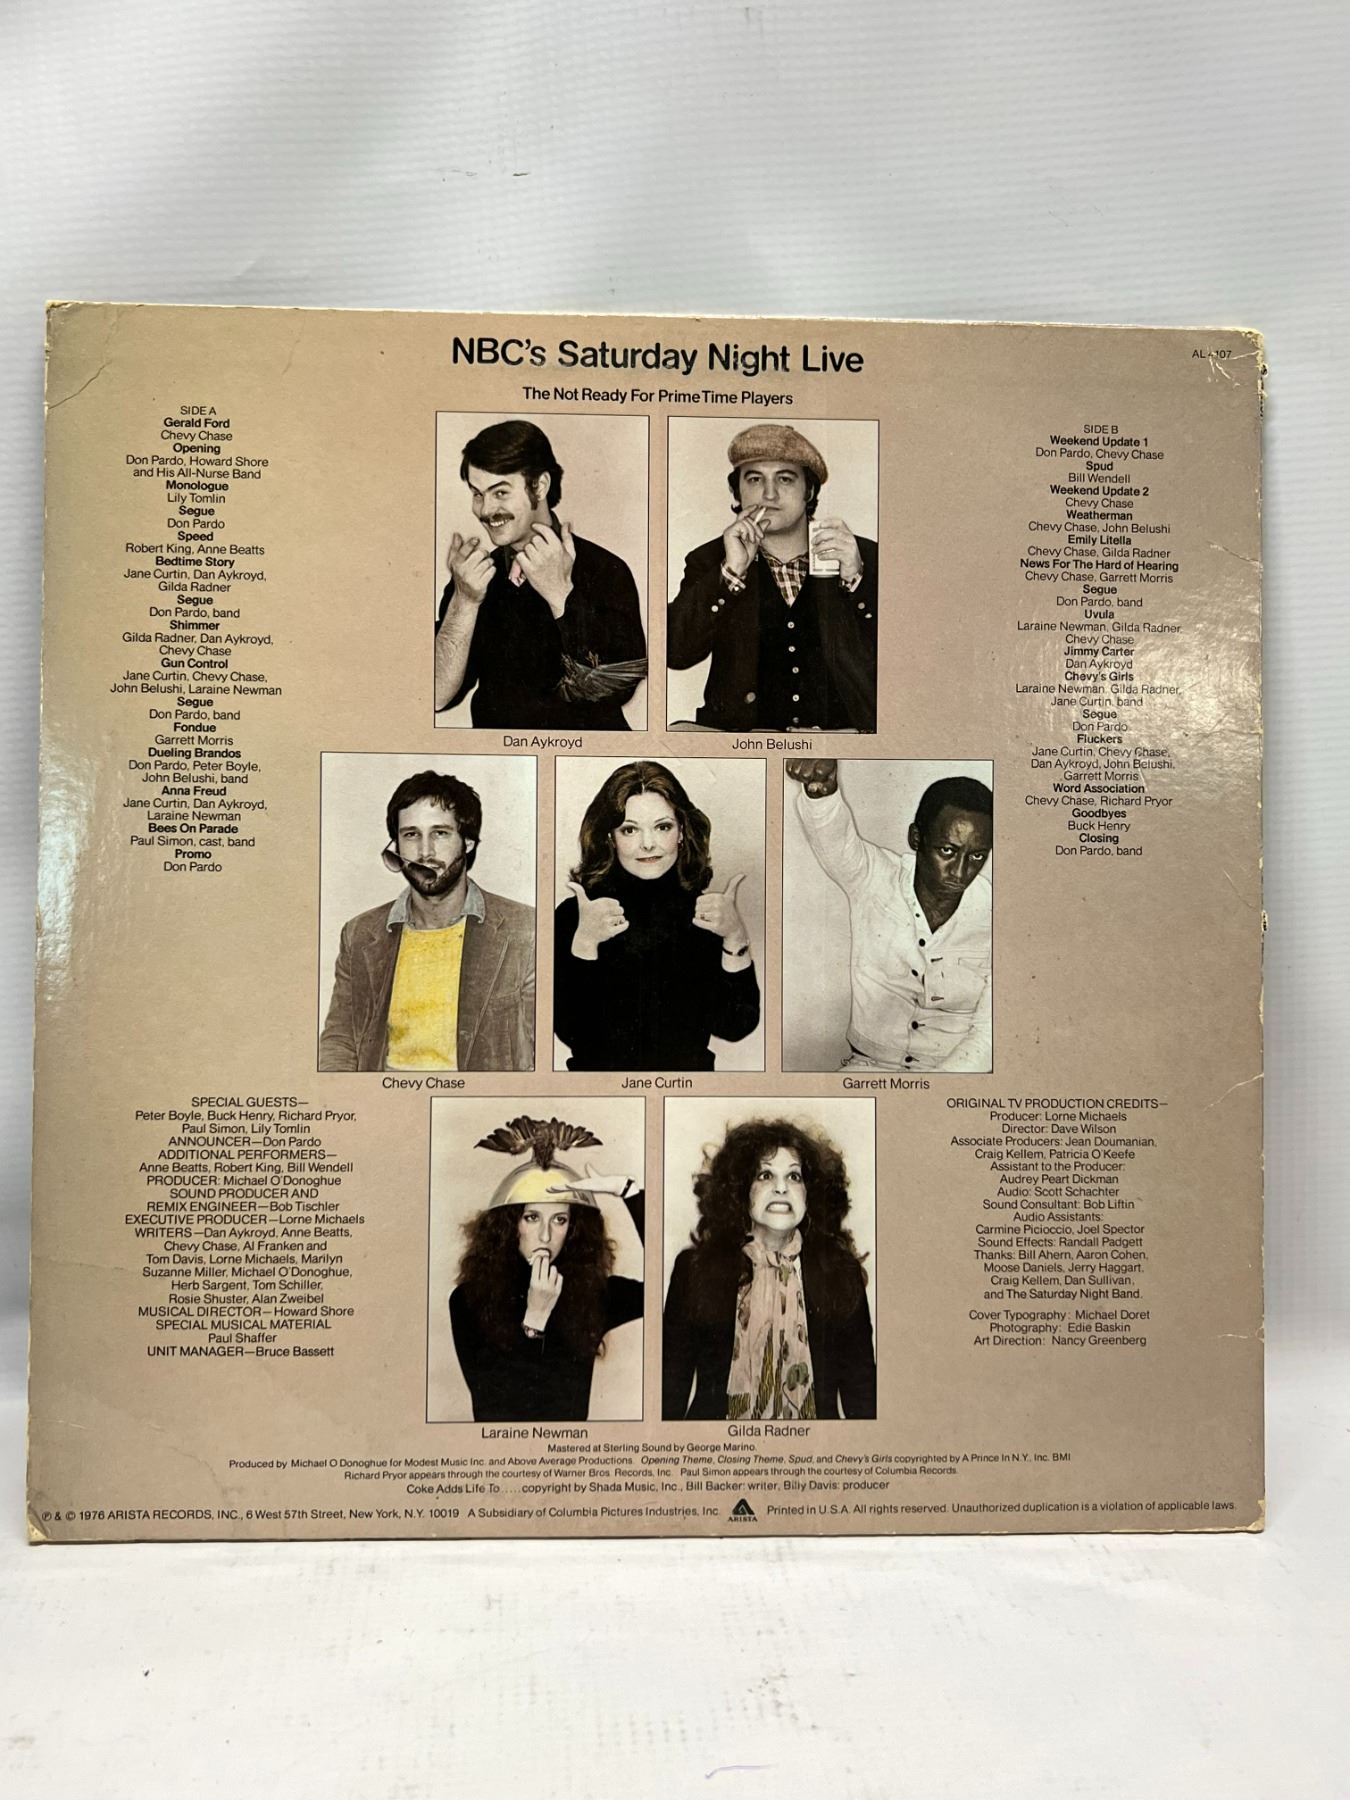 NBC's Saturday Night Live
The Not Ready For Prime Time Players
SIDE A
Gerald Ford
Chevy Chase
Opening
Don Pardo, Howard Shore
and His All-Nurse Band
Monologue
Lily Tomlin
Segue
Don Pardo
Speed
Robert King, Anne Beatts
Bedtime Story
Jane Curtin, Dan Aykroyd,
Gilda Radner
Segue
Don Pardo, band
Shimmer
Gilda Radner, Dan Aykroyd,
Chevy Chase
Gun Control
Jane Curtin, Chevy Chase,
John Belushi, Laraine Newman
Segue
Don Pardo, band
Fondue
Garrett Morris
Dueling Brandos
Don Pardo, Peter Boyle,
John Belushi, band
Anna Freud
Jane Curtin, Dan Aykroyd,
Laraine Newman
Bees On Parade
Paul Simon, cast, band
Promo
Don Pardo
SIDE B
Weekend Update 1
Don Pardo, Chevy Chase
Spud
Bill Wendell
Weekend Update 2
Chevy Chase
Weatherman
Chevy Chase, John Belushi
Emily Litella
Chevy Chase, Gilda Radner
News For The Hard of Hearing
Chevy Chase, Garrett Morris
Segue
Don Pardo, band
Uvula
Laraine Newman, Gilda Radner
Chevy Chase
Jimmy Carter
Dan Aykroyd
Chevy's Girls
Laraine Newman, Gilda Radner,
Jane Curtin, band
Segue
Don Pardo
Fluckers
Jane Curtin, Chevy Chase,
Dan Aykroyd, John Belushi,
Garrett Morris
Word Association
Chevy Chase, Richard Pryor
Goodbyes
Buck Henry
Closing
Don Pardo, band
Dan Aykroyd
John Belushi
Chevy Chase
Jane Curtin
Garrett Morris
SPECIAL GUESTS—
Peter Boyle, Buck Henry, Richard Pryor,
Paul Simon, Lily Tomlin
ANNOUNCER—Don Pardo
ADDITIONAL PERFORMERS—
Anne Beatts, Robert King, Bill Wendell
PRODUCER: Michael O'Donoghue
SOUND PRODUCER AND
REMIX ENGINEER—Bob Tischler
EXECUTIVE PRODUCER—Lorne Michaels
WRITERS—Dan Aykroyd, Anne Beatts,
Chevy Chase, Al Franken and
Tom Davis, Lorne Michaels, Marilyn
Suzanne Miller, Michael O'Donoghue,
Herb Sargent, Tom Schiller,
Rosie Shuster, Alan Zweibel
MUSICAL DIRECTOR—Howard Shore
SPECIAL MUSICAL MATERIAL
Paul Shaffer
UNIT MANAGER—Bruce Bassett
ORIGINAL TV PRODUCTION CREDITS—
Producer: Lorne Michaels
Director: Dave Wilson
Associate Producers: Jean Doumanian,
Craig Kellem, Patricia O'Keefe
Assistant to the Producer:
Audrey Peart Dickman
Audio: Scott Schachter
Sound Consultant: Bob Liftin
Audio Assistants:
Carmine Picioccio, Joel Spector
Sound Effects: Randall Padgett
Thanks: Bill Ahern, Aaron Cohen,
Moose Daniels, Jerry Haggart,
Craig Kellem, Dan Sullivan,
and The Saturday Night Band.
Cover Typography: Michael Doret
Photography: Edie Baskin
Art Direction: Nancy Greenberg
Laraine Newman
Gilda Radner
Mastered at Sterling Sound by George Marino.
Produced by Michael O'Donoghue for Modest Music Inc. and Above Average Productions. Opening Theme, Closing Theme, Spud, and Chevy's Girls copyrighted by A Prince In N.Y., Inc. BMI
Richard Pryor appears through the courtesy of Warner Bros. Records, Inc. Paul Simon appears through the courtesy of Columbia Records.
Coke Adds Life To.....copyright by Shada Music, Inc., Bill Backer: writer, Billy Davis: producer
℗ & © 1976 ARISTA RECORDS, INC., 6 West 57th Street, New York, N.Y. 10019 A Subsidiary of Columbia Pictures Industries, Inc. ARISTA Printed in U.S.A. All rights reserved. Unauthorized duplication is a violation of applicable laws.